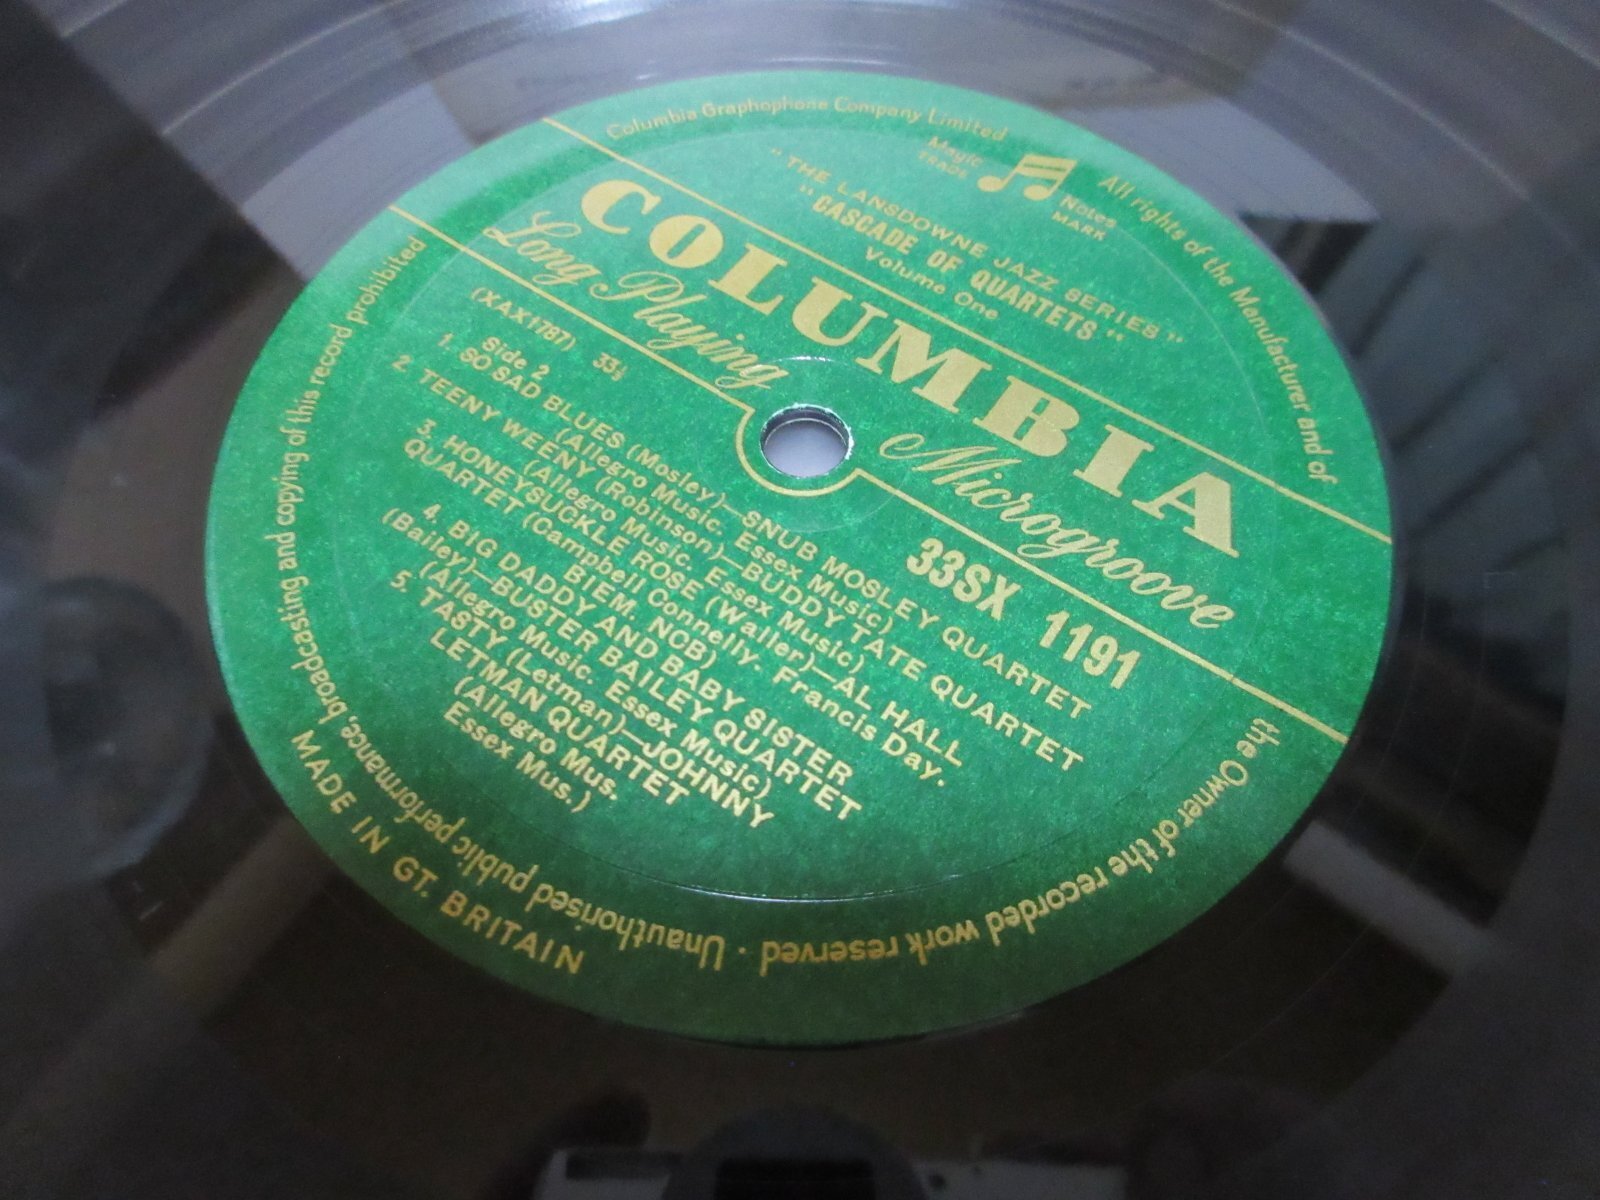 Columbia Graphophone Company Limited
All rights of the Manufacturer and of
the Owner of the recorded work reserved · Unauthorised public performance, broadcasting and copying of this record prohibited
Magic Notes
TRADE MARK
"THE LANSDOWNE JAZZ SERIES"
"CASCADE OF QUARTETS"
Volume One
COLUMBIA
Long Playing Microgroove
(XAX1787) 33⅓
33SX 1191
Side 2
1. SO SAD BLUES (Mosley)—SNUB MOSLEY QUARTET
(Allegro Music. Essex Music)
2. TEENY WEENY (Robinson)—BUDDY TATE QUARTET
(Allegro Music. Essex Music)
3. HONEYSUCKLE ROSE (Waller)—AL HALL
QUARTET (Campbell Connelly. Francis Day.
BIEM. NCB)
4. BIG DADDY AND BABY SISTER
(Bailey)—BUSTER BAILEY QUARTET
(Allegro Music. Essex Music)
5. TASTY (Letman)—JOHNNY
LETMAN QUARTET
(Allegro Mus.
Essex Mus.)
MADE IN GT. BRITAIN